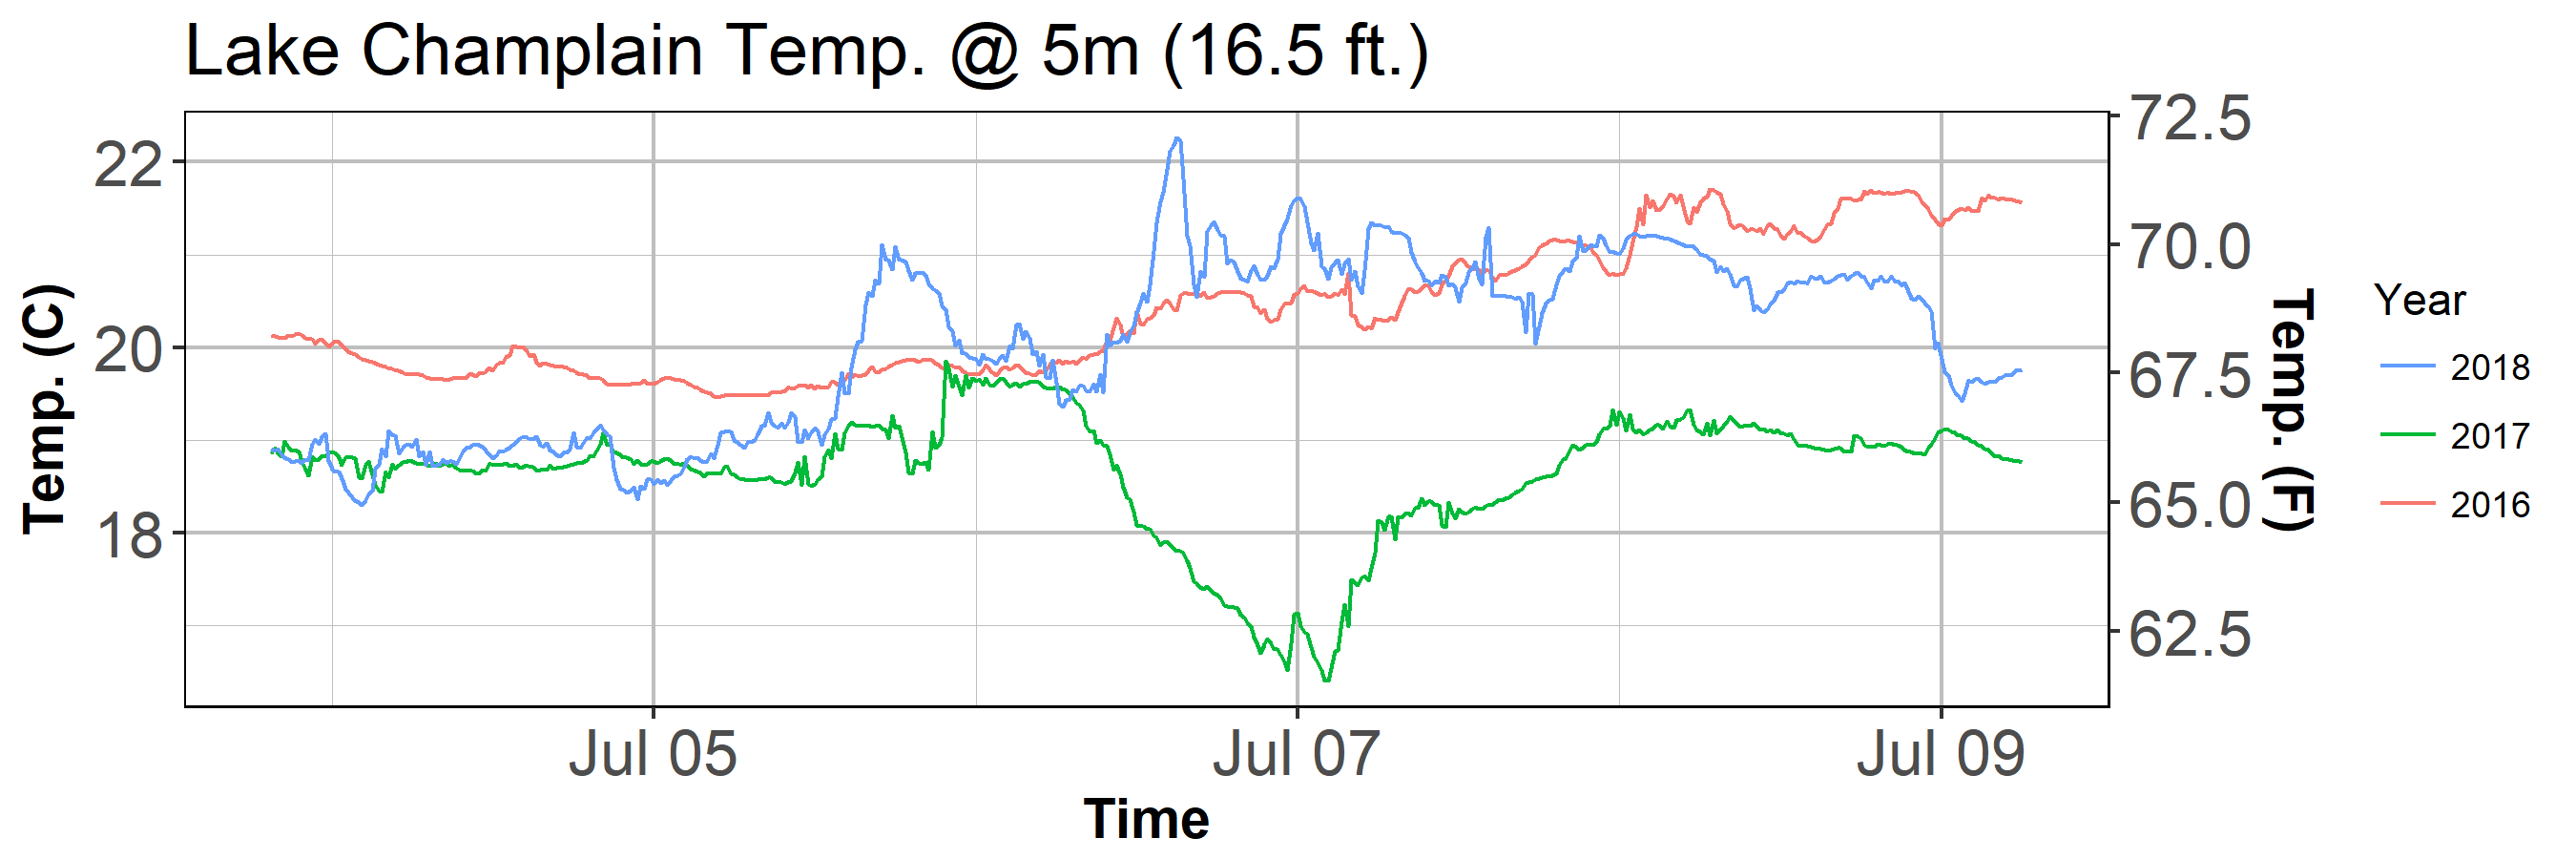 Lake Champlain Temp. @ 5m (16.5 ft.)
Temp. (C)
22
20
18
72.5
70.0
67.5
65.0
62.5
Temp. (F)
Year
2018
2017
2016
Jul 05
Jul 07
Jul 09
Time